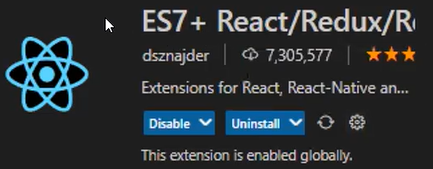 ES7+ React/Redux/R
dsznajder 7,305,577
Extensions for React, React-Native an...
Disable Uninstall
This extension is enabled globally.